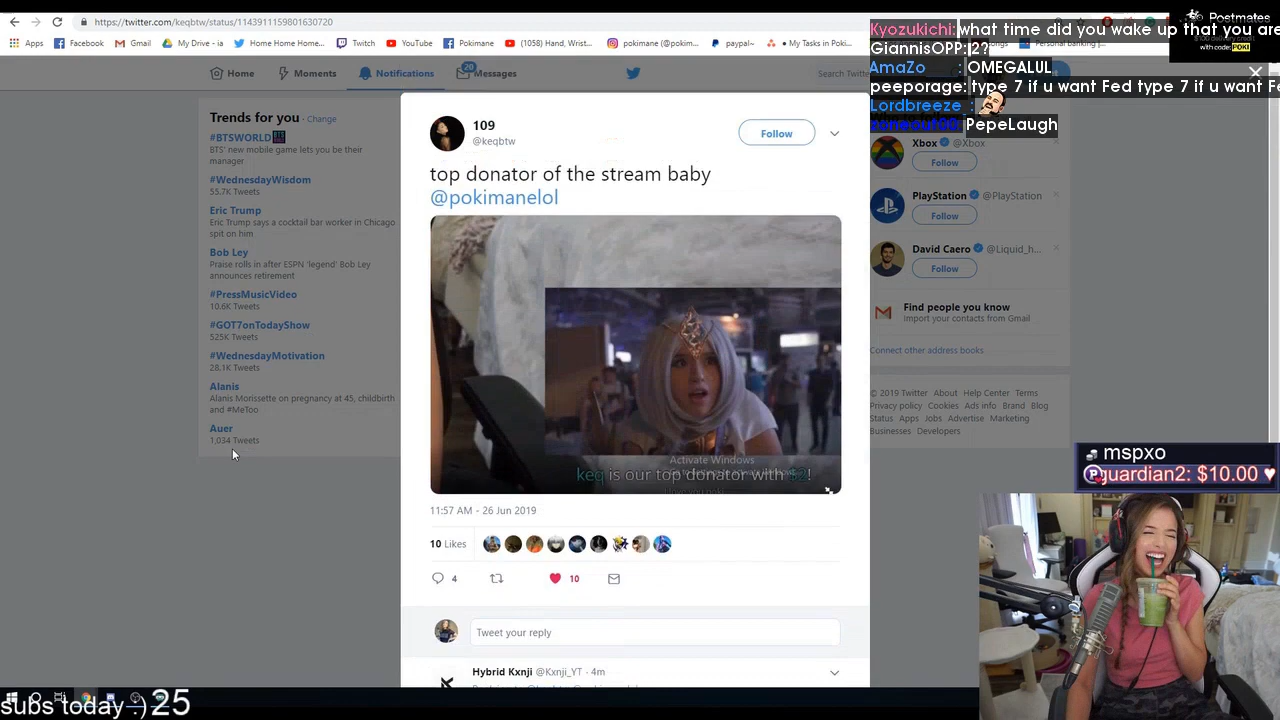 https://twitter.com/keqbtw/status/1143911159801630720
Apps
Facebook
Gmail
My Drive - ia
Home Home Home...
Twitch
YouTube
Pokimane
(1058) Hand, Wrist...
pokimane (@pokim...
paypal~
My Tasks in Poki...
Personal banking
Postmates
with code: POKI
Kyozukichi: what time did you wake up that you are
GiannisOPP: 2?
AmaZo : OMEGALUL
peeporage: type 7 if u want Fed type 7 if u want Fe
Lordbreeze :
PepeLaugh
Home
Moments
Notifications
20
Messages
Search Twitter
Trends for you · Change
#BTSWORLD
BTS' new mobile game lets you be their
manager
#WednesdayWisdom
55.7K Tweets
Eric Trump
Eric Trump says a cocktail bar worker in Chicago
spit on him
Bob Ley
Praise rolls in after ESPN 'legend' Bob Ley
announces retirement
#PressMusicVideo
10.6K Tweets
#GOT7onTodayShow
525K Tweets
#WednesdayMotivation
28.1K Tweets
Alanis
Alanis Morissette on pregnancy at 45, childbirth
and #MeToo
Auer
1,034 Tweets
109
@keqbtw
Follow
top donator of the stream baby
@pokimanelol
Activate Windows
keq is our top donator with $2!
11:57 AM - 26 Jun 2019
10 Likes
4
10
Tweet your reply
Hybrid Kxnji @Kxnji_YT · 4m
Xbox @Xbox
Follow
PlayStation @PlayStation
Follow
David Caero @Liquid_h...
Follow
Find people you know
Import your contacts from Gmail
Connect other address books
© 2019 Twitter About Help Center Terms
Privacy policy Cookies Ads info Brand Blog
Status Apps Jobs Advertise Marketing
Businesses Developers
mspxo
guardian2: $10.00
subs today :) 25